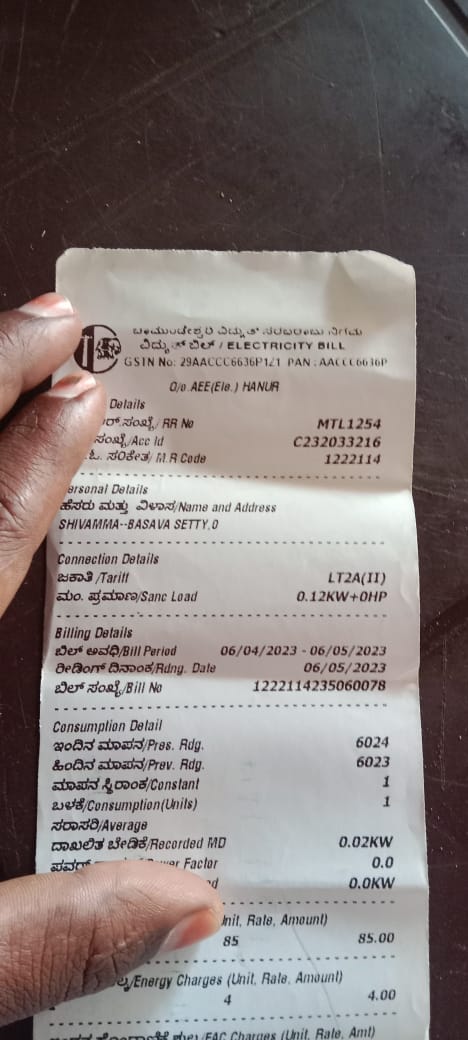 ಚಾಮುಂಡೇಶ್ವರಿ ವಿದ್ಯುತ್ ಸರಬರಾಜು ನಿಗಮ
ವಿದ್ಯುತ್ ಬಿಲ್ / ELECTRICITY BILL
GSTN No: 29AACCC6636P1Z1 PAN : AACCC6636P
O/o AEE(Ele.) HANUR
Details
ಸಂಖ್ಯೆ/ RR No MTL1254
ಸಂಖ್ಯೆ/Acc Id C232033216
ಸಂಕೇತ/ M.R Code 1222114
ersonal Details
ಹೆಸರು ಮತ್ತು ವಿಳಾಸ/Name and Address
SHIVAMMA--BASAVA SETTY,0
Connection Details
ಜಕಾತಿ /Tariff LT2A(II)
ಮಂ. ಪ್ರಮಾಣ/Sanc Load 0.12KW+0HP
Billing Details
ಬಿಲ್ ಅವಧಿ/Bill Period 06/04/2023 - 06/05/2023
ರೀಡಿಂಗ್ ದಿನಾಂಕ/Rdng. Date 06/05/2023
ಬಿಲ್ ಸಂಖ್ಯೆ/Bill No 1222114235060078
Consumption Detail
ಇಂದಿನ ಮಾಪನ/Pres. Rdg. 6024
ಹಿಂದಿನ ಮಾಪನ/Prev. Rdg. 6023
ಮಾಪನ ಸ್ಥಿರಾಂಕ/Constant 1
ಬಳಕೆ/Consumption(Units) 1
ಸರಾಸರಿ/Average
ದಾಖಲಿತ ಬೇಡಿಕೆ/Recorded MD 0.02KW
ಪವರ್ Power Factor 0.0
0.0KW
Unit, Rate, Amount)
85 85.00
/Energy Charges (Unit, Rate, Amount)
4 4.00
/FAC Charges (Unit, Rate, Amt)